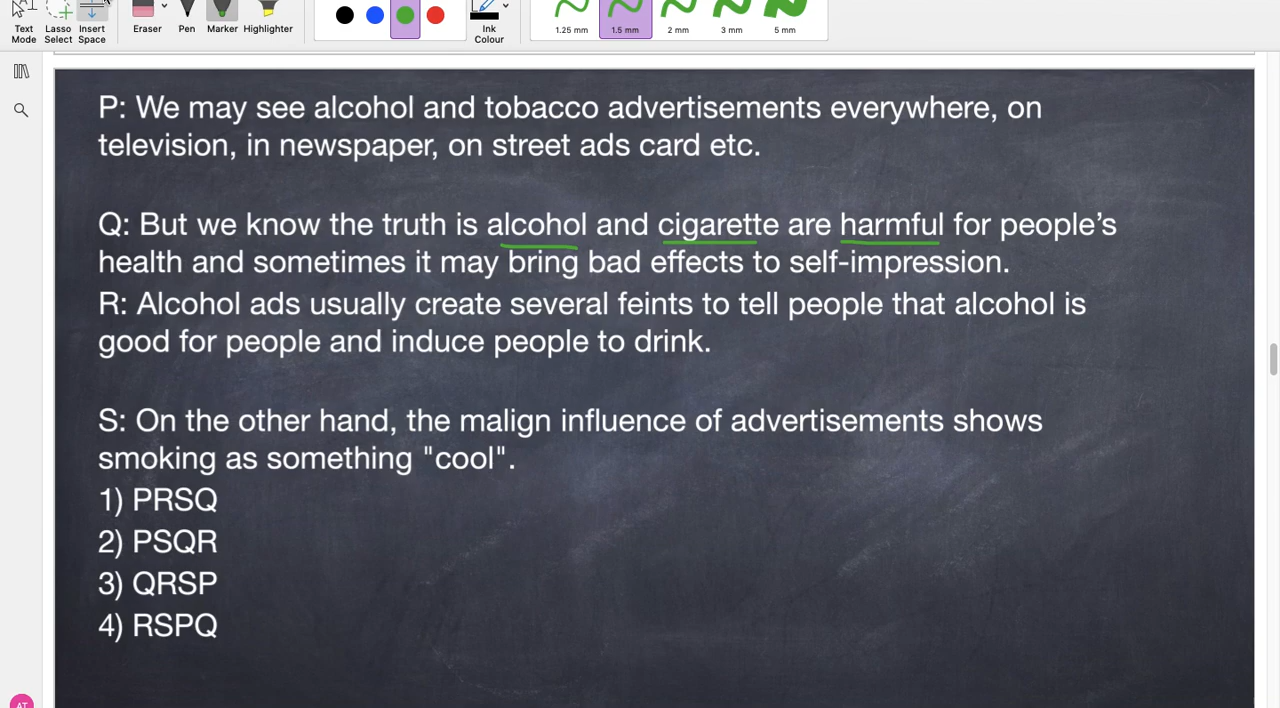 Text
Mode
Lasso
Select
Insert
Space
Eraser
Pen
Marker
Highlighter
Ink
Colour
1.25 mm
1.5 mm
2 mm
3 mm
5 mm
P: We may see alcohol and tobacco advertisements everywhere, on
television, in newspaper, on street ads card etc.
Q: But we know the truth is alcohol and cigarette are harmful for people’s
health and sometimes it may bring bad effects to self-impression.
R: Alcohol ads usually create several feints to tell people that alcohol is
good for people and induce people to drink.
S: On the other hand, the malign influence of advertisements shows
smoking as something "cool".
1) PRSQ
2) PSQR
3) QRSP
4) RSPQ
AT